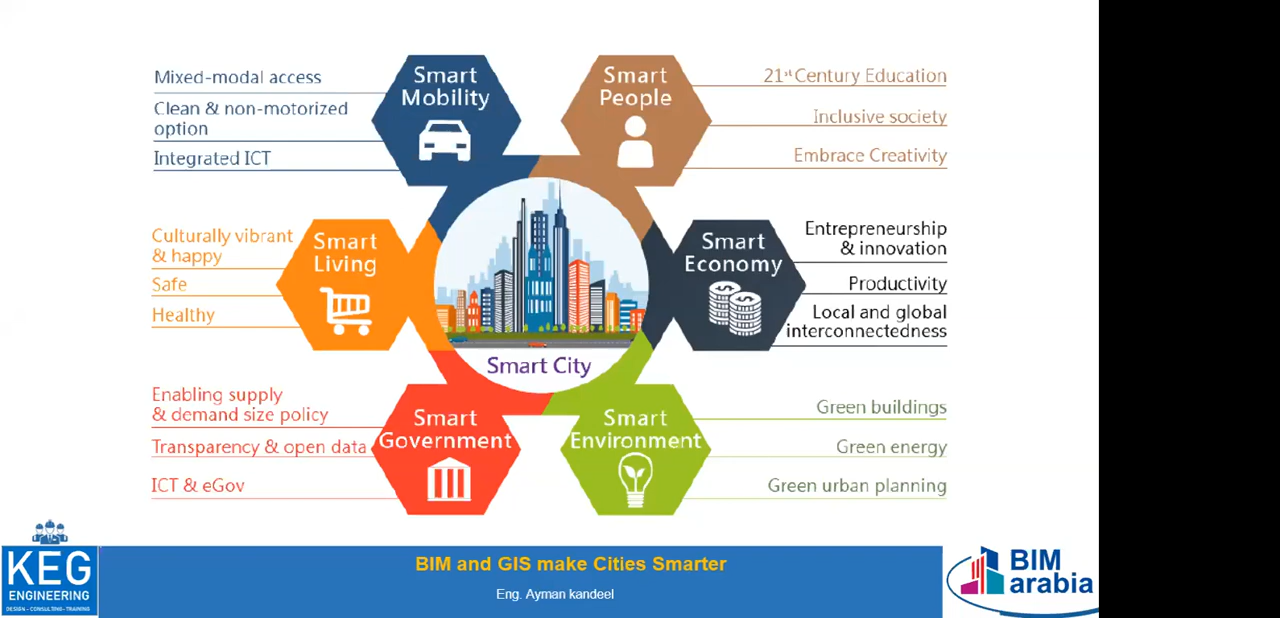 Smart
Mobility
Mixed-modal access
Clean & non-motorized
option
Integrated ICT
Smart
People
21st Century Education
Inclusive society
Embrace Creativity
Smart
Living
Culturally vibrant
& happy
Safe
Healthy
Smart
Economy
Entrepreneurship
& innovation
Productivity
Local and global
interconnectedness
Smart City
Smart
Government
Enabling supply
& demand size policy
Transparency & open data
ICT & eGov
Smart
Environment
Green buildings
Green energy
Green urban planning
KEG
ENGINEERING
DESIGN - CONSULTING - TRAINING
BIM and GIS make Cities Smarter
Eng. Ayman kandeel
BIM
arabia